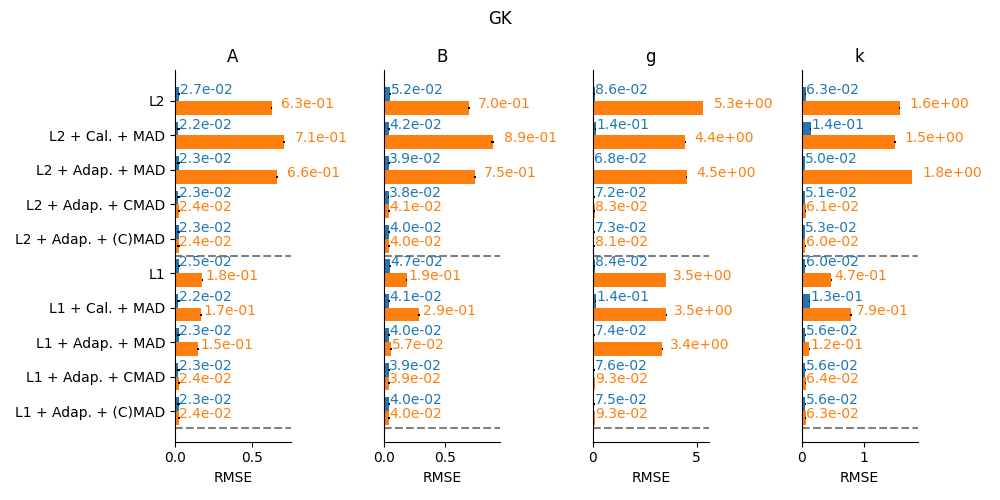 GK
A B g k
L2 2.7e-02 5.2e-02 8.6e-02 6.3e-02
6.3e-01 7.0e-01 5.3e+00 1.6e+00
L2 + Cal. + MAD 2.2e-02 4.2e-02 1.4e-01 1.4e-01
7.1e-01 8.9e-01 4.4e+00 1.5e+00
L2 + Adap. + MAD 2.3e-02 3.9e-02 6.8e-02 5.0e-02
6.6e-01 7.5e-01 4.5e+00 1.8e+00
L2 + Adap. + CMAD 2.3e-02 3.8e-02 7.2e-02 5.1e-02
2.4e-02 4.1e-02 8.3e-02 6.1e-02
L2 + Adap. + (C)MAD 2.3e-02 4.0e-02 7.3e-02 5.3e-02
2.4e-02 4.0e-02 8.1e-02 6.0e-02
L1 2.5e-02 4.7e-02 8.4e-02 6.0e-02
1.8e-01 1.9e-01 3.5e+00 4.7e-01
L1 + Cal. + MAD 2.2e-02 4.1e-02 1.4e-01 1.3e-01
1.7e-01 2.9e-01 3.5e+00 7.9e-01
L1 + Adap. + MAD 2.3e-02 4.0e-02 7.4e-02 5.6e-02
1.5e-01 5.7e-02 3.4e+00 1.2e-01
L1 + Adap. + CMAD 2.3e-02 3.9e-02 7.6e-02 5.6e-02
2.4e-02 3.9e-02 9.3e-02 6.4e-02
L1 + Adap. + (C)MAD 2.3e-02 4.0e-02 7.5e-02 5.6e-02
2.4e-02 4.0e-02 9.3e-02 6.3e-02
0.0 0.5 0.0 0.5 0 5 0 1
RMSE RMSE RMSE RMSE